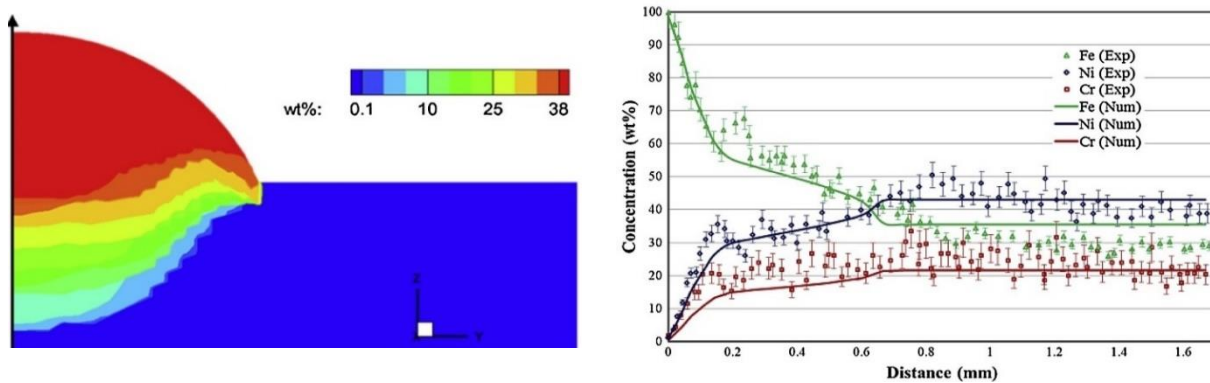 wt%: 0.1 10 25 38
Z
Y
100
90
80
70
60
50
40
30
20
10
0
Concentration (wt%)
Fe (Exp)
Ni (Exp)
Cr (Exp)
Fe (Num)
Ni (Num)
Cr (Num)
0 0.2 0.4 0.6 0.8 1 1.2 1.4 1.6
Distance (mm)